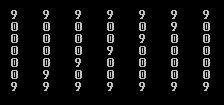 9 9 9 9 9 9 9
0 0 0 0 0 9 0
0 0 0 0 9 0 0
0 0 0 9 0 0 0
0 0 9 0 0 0 0
0 9 0 0 0 0 0
9 9 9 9 9 9 9